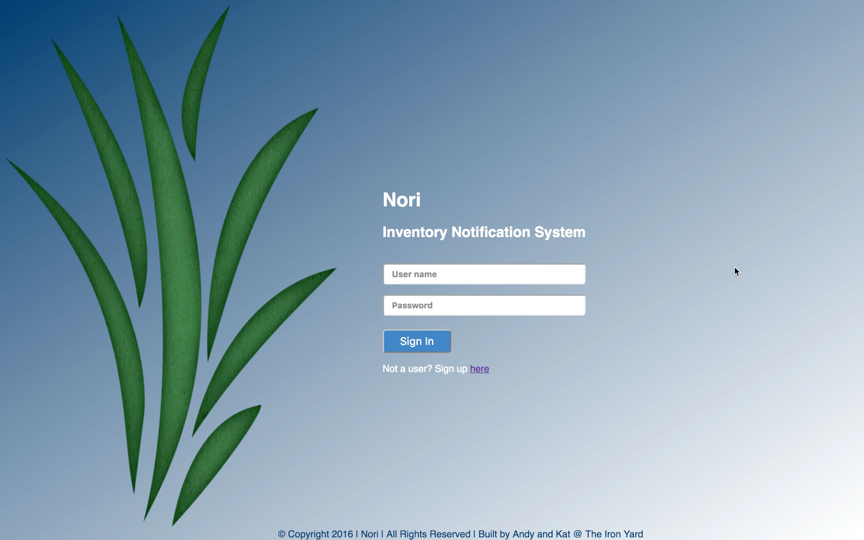 Nori
Inventory Notification System
User name
Password
Sign In
Not a user? Sign up here
© Copyright 2016 | Nori | All Rights Reserved | Built by Andy and Kat @ The Iron Yard